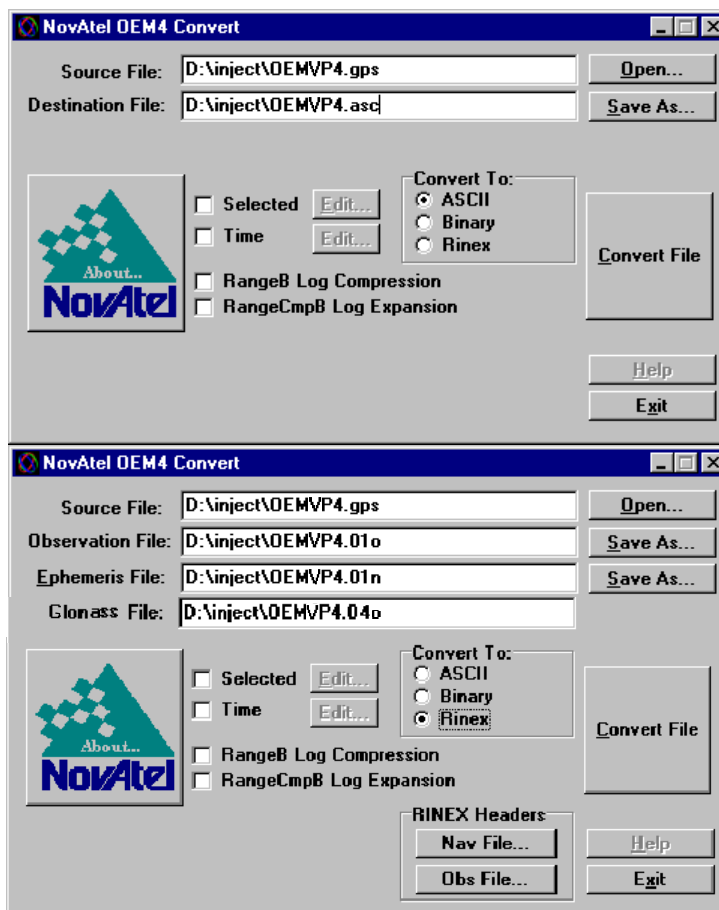 NovAtel OEM4 Convert
Source File: D:\inject\OEMVP4.gps Open...
Destination File: D:\inject\OEMVP4.asc Save As...
Convert To:
Selected Edit... ASCII
Time Edit... Binary
Rinex
Convert File
About...
NovAtel
RangeB Log Compression
RangeCmpB Log Expansion
Help
Exit
NovAtel OEM4 Convert
Source File: D:\inject\OEMVP4.gps Open...
Observation File: D:\inject\OEMVP4.01o Save As...
Ephemeris File: D:\inject\OEMVP4.01n Save As...
Glonass File: D:\inject\OEMVP4.04o
Convert To:
Selected Edit... ASCII
Time Edit... Binary
Rinex
Convert File
About...
NovAtel
RangeB Log Compression
RangeCmpB Log Expansion
RINEX Headers
Nav File... Help
Obs File... Exit